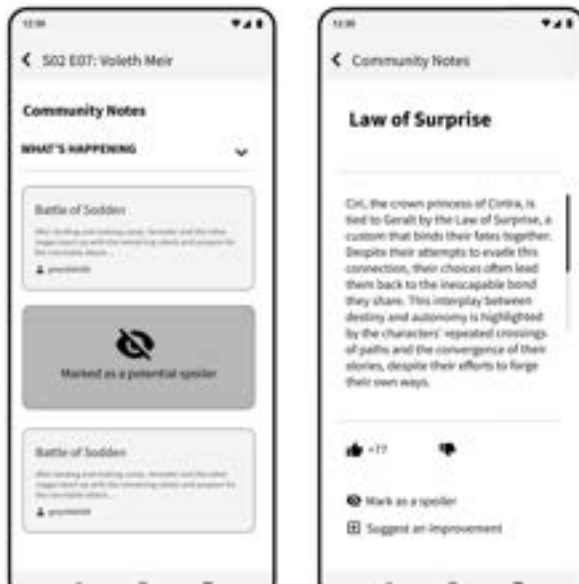 12:30
S02 E07: Voleth Meir
Community Notes
WHAT'S HAPPENING
Battle of Sodden
Marked as a potential spoiler
Battle of Sodden
12:30
Community Notes
Law of Surprise
Ciri, the crown princess of Cintra, is
tied to Geralt by the Law of Surprise, a
custom that binds their fates together.
Despite their attempts to evade this
connection, their choices often lead
them back to the inescapable bond
they share. This interplay between
destiny and autonomy is highlighted
by the characters' repeated crossings
of paths and the convergence of their
stories, despite their efforts to forge
their own ways.
+77
Mark as a spoiler
Suggest an improvement